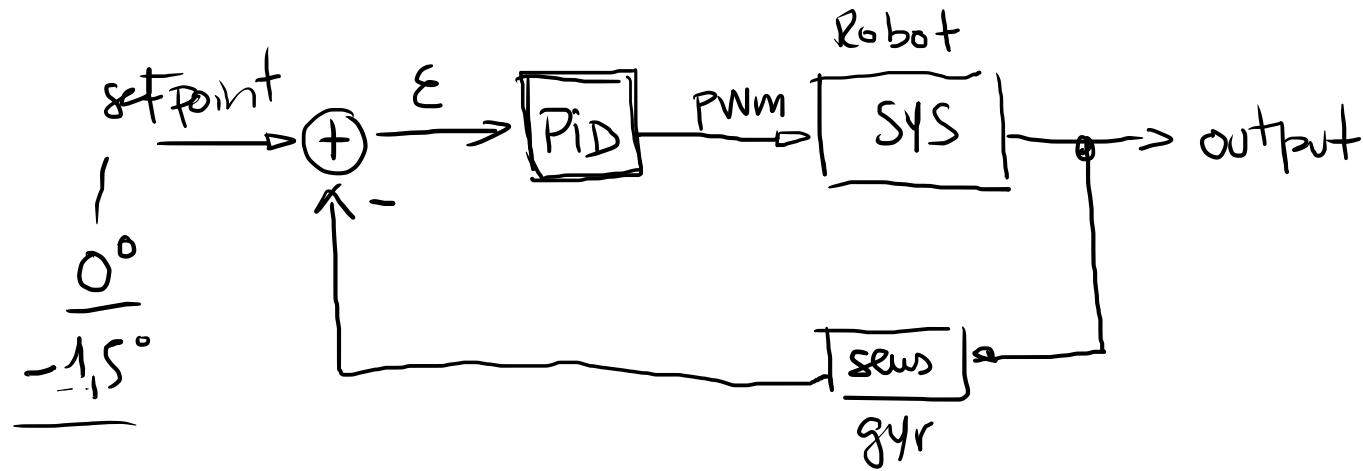 Robot
setpoint
+
ε
PiD
PWM
SYS
output
-
0°
-1,5°
sens
gyr